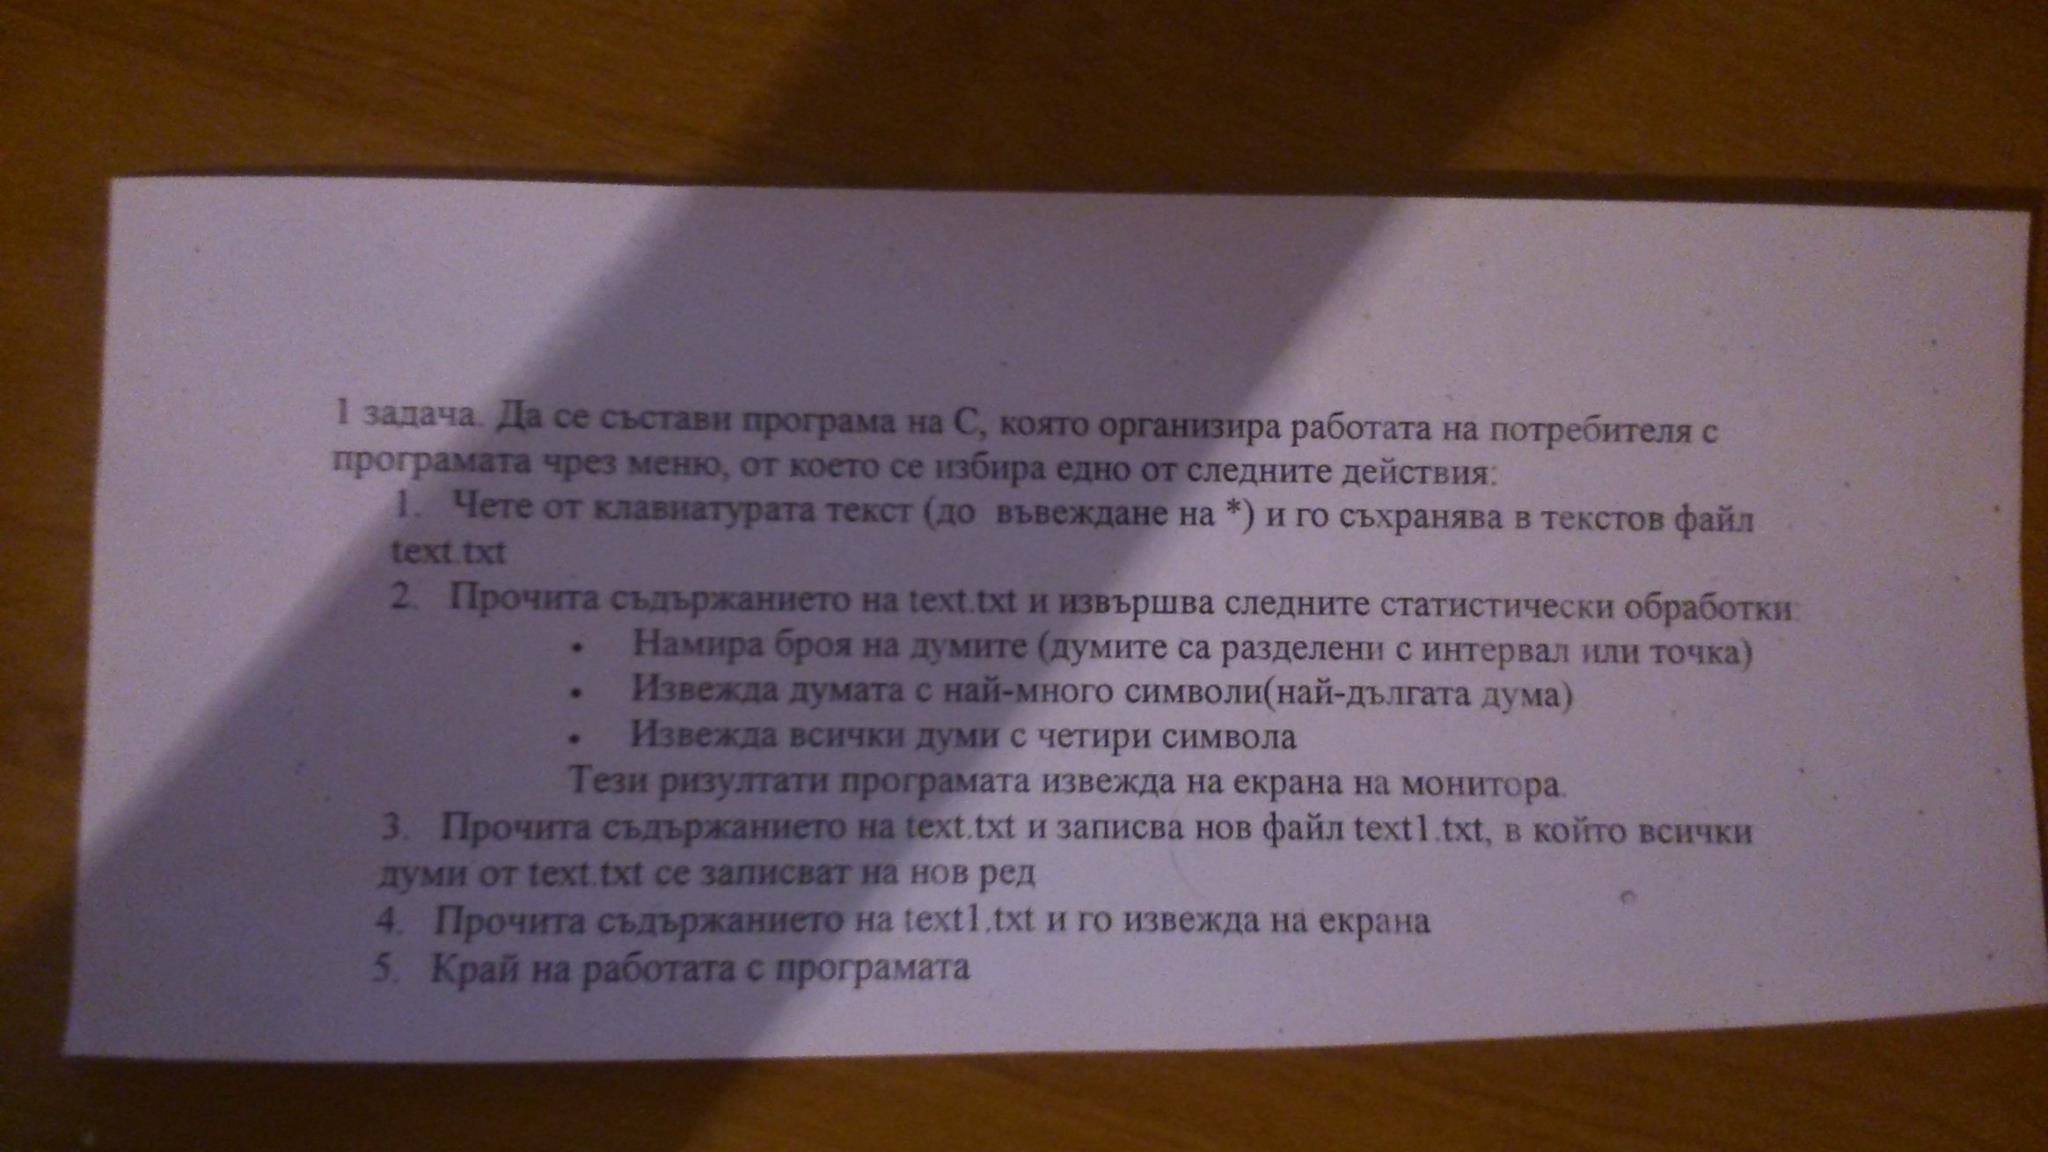 1 задача. Да се състави програма на С, която организира работата на потребителя с
програмата чрез меню, от което се избира едно от следните действия:
1. Чете от клавиатурата текст (до въвеждане на *) и го съхранява в текстов файл
text.txt
2. Прочита съдържанието на text.txt и извършва следните статистически обработки:
• Намира броя на думите (думите са разделени с интервал или точка)
• Извежда думата с най-много символи(най-дългата дума)
• Извежда всички думи с четири символа
Тези ризултати програмата извежда на екрана на монитора.
3. Прочита съдържанието на text.txt и записва нов файл text1.txt, в който всички
думи от text.txt се записват на нов ред
4. Прочита съдържанието на text1.txt и го извежда на екрана
5. Край на работата с програмата